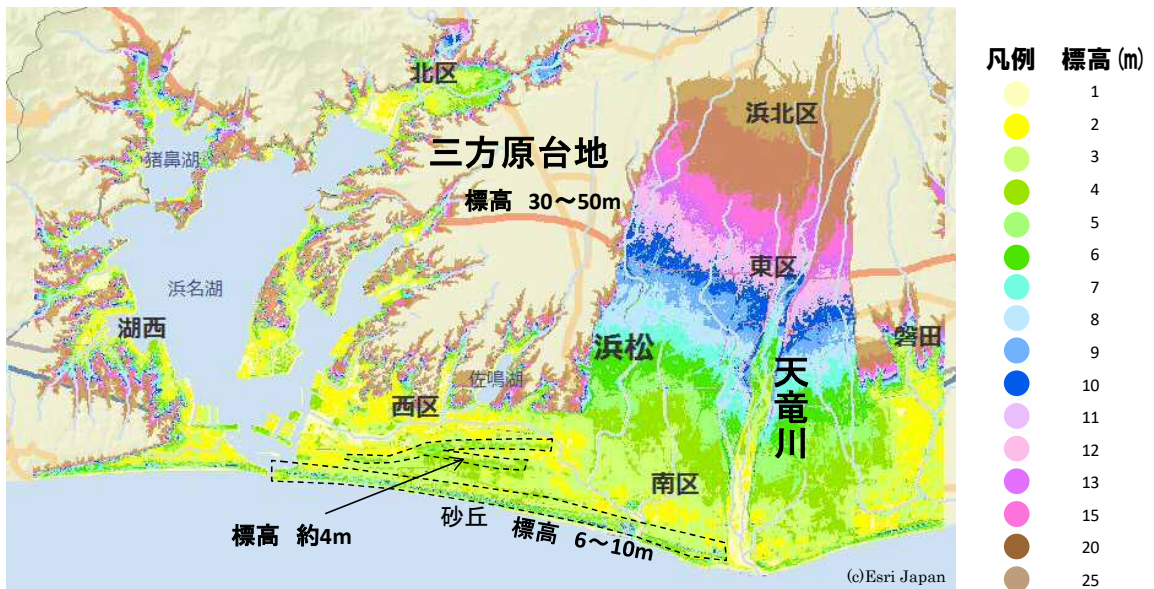 北区
浜北区
三方原台地
猪鼻湖
標高 30～50m
東区
浜名湖
湖西
浜松
磐田
佐鳴湖
天竜川
西区
南区
砂丘
標高 6～10m
標高 約4m
(c)Esri Japan
凡例 標高(m)
1
2
3
4
5
6
7
8
9
10
11
12
13
15
20
25